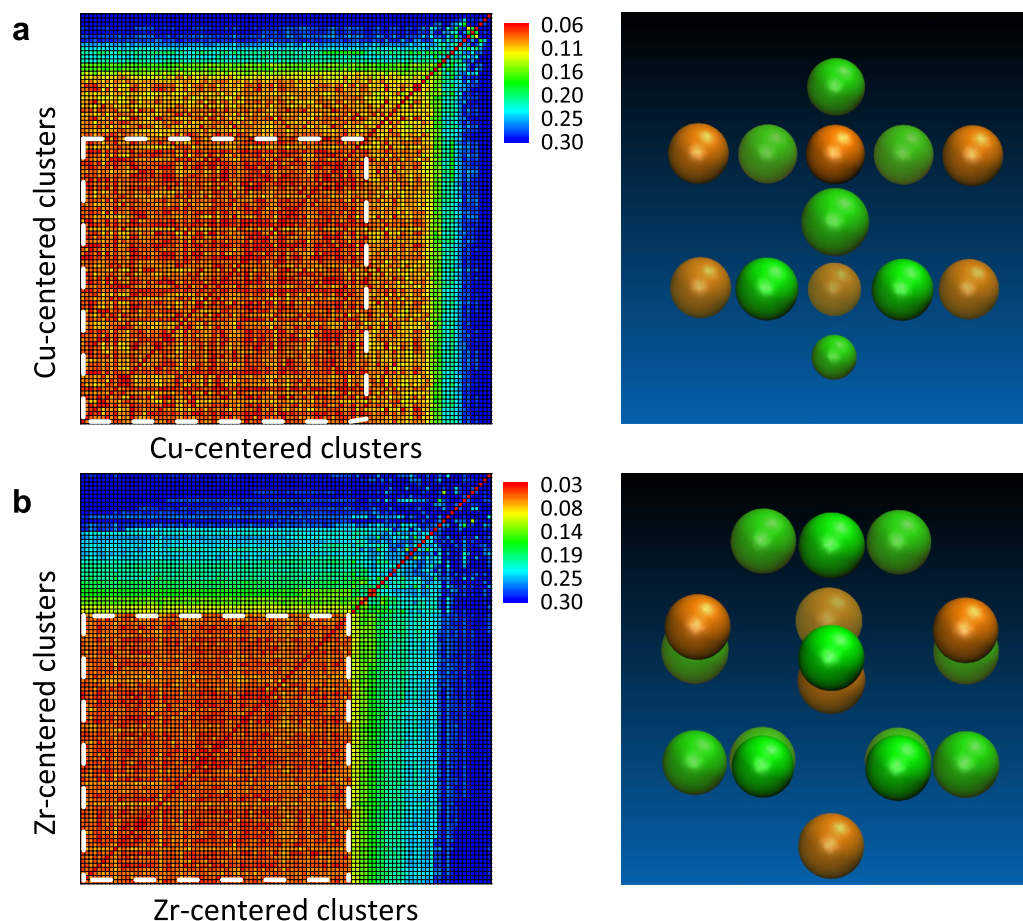 a
0.06
0.11
0.16
0.20
0.25
0.30
Cu-centered clusters
Cu-centered clusters
b
0.03
0.08
0.14
0.19
0.25
0.30
Zr-centered clusters
Zr-centered clusters